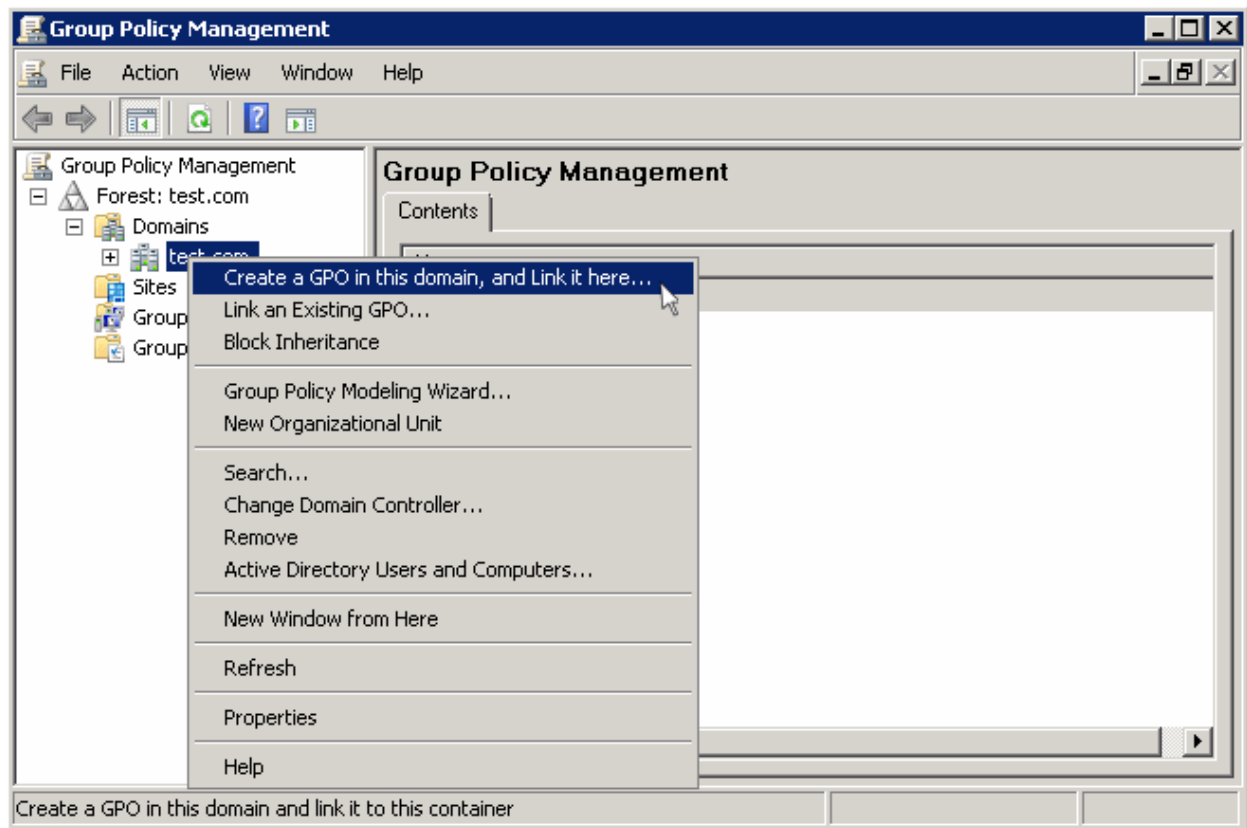 Group Policy Management
File Action View Window Help
Group Policy Management
Forest: test.com
Domains
test.com
Sites
Group
Group
Group Policy Management
Contents
Create a GPO in this domain, and Link it here...
Link an Existing GPO...
Block Inheritance
Group Policy Modeling Wizard...
New Organizational Unit
Search...
Change Domain Controller...
Remove
Active Directory Users and Computers...
New Window from Here
Refresh
Properties
Help
Create a GPO in this domain and link it to this container